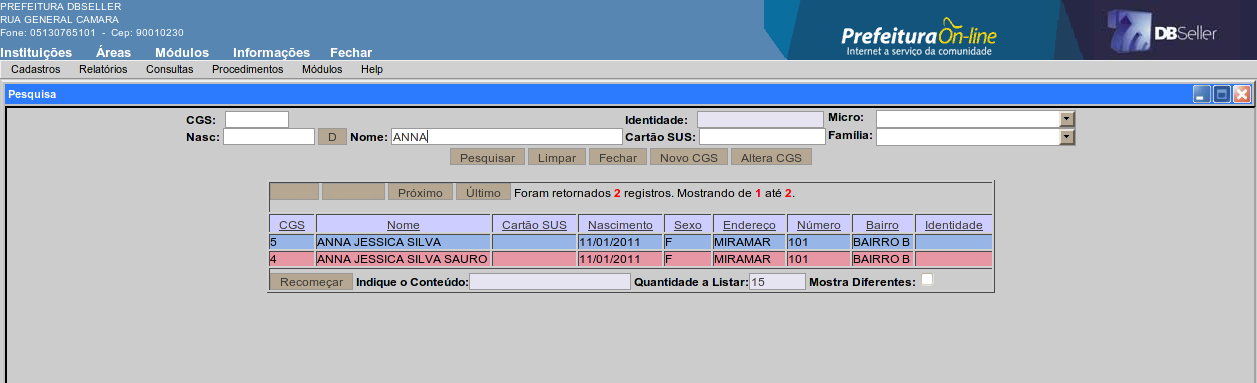 PREFEITURA DBSELLER
RUA GENERAL CAMARA
Fone: 05130765101 - Cep: 90010230
Prefeitura On-line
Internet a serviço da comunidade
DBSeller
Instituições Áreas Módulos Informações Fechar
Cadastros Relatórios Consultas Procedimentos Módulos Help
Pesquisa
CGS: Identidade: Micro:
Nasc: D Nome: ANNA Cartão SUS: Família:
Pesquisar Limpar Fechar Novo CGS Altera CGS
Próximo Último Foram retornados 2 registros. Mostrando de 1 até 2.
CGS Nome Cartão SUS Nascimento Sexo Endereço Número Bairro Identidade
5 ANNA JESSICA SILVA 11/01/2011 F MIRAMAR 101 BAIRRO B
4 ANNA JESSICA SILVA SAURO 11/01/2011 F MIRAMAR 101 BAIRRO B
Recomeçar Indique o Conteúdo: Quantidade a Listar: 15 Mostra Diferentes: